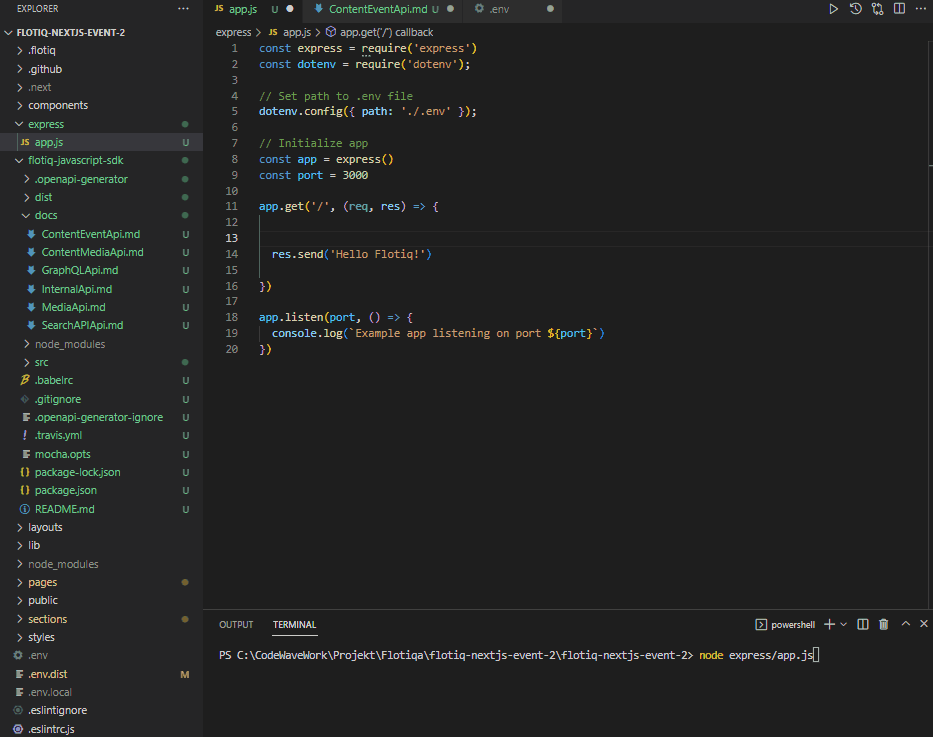 EXPLORER ...
FLOTIQ-NEXTJS-EVENT-2
.flotiq
.github
.next
components
express
JS app.js U
flotiq-javascript-sdk
.openapi-generator
dist
docs
ContentEventApi.md U
ContentMediaApi.md U
GraphQLApi.md U
InternalApi.md U
MediaApi.md U
SearchAPIApi.md U
node_modules
src
.babelrc U
.gitignore U
.openapi-generator-ignore U
! .travis.yml U
mocha.opts U
{} package-lock.json U
{} package.json U
README.md U
layouts
lib
node_modules
pages
public
sections
styles
.env
.env.dist M
.env.local
.eslintignore
.eslintrc.js
JS app.js U ContentEventApi.md U .env ...
express > JS app.js > app.get('/') callback
1 const express = require('express')
2 const dotenv = require('dotenv');
3
4 // Set path to .env file
5 dotenv.config({ path: './.env' });
6
7 // Initialize app
8 const app = express()
9 const port = 3000
10
11 app.get('/', (req, res) => {
12
13
14 res.send('Hello Flotiq!')
15
16 })
17
18 app.listen(port, () => {
19 console.log(`Example app listening on port ${port}`)
20 })
OUTPUT TERMINAL powershell
PS C:\CodeWaveWork\Projekt\Flotiqa\flotiq-nextjs-event-2\flotiq-nextjs-event-2> node express/app.js